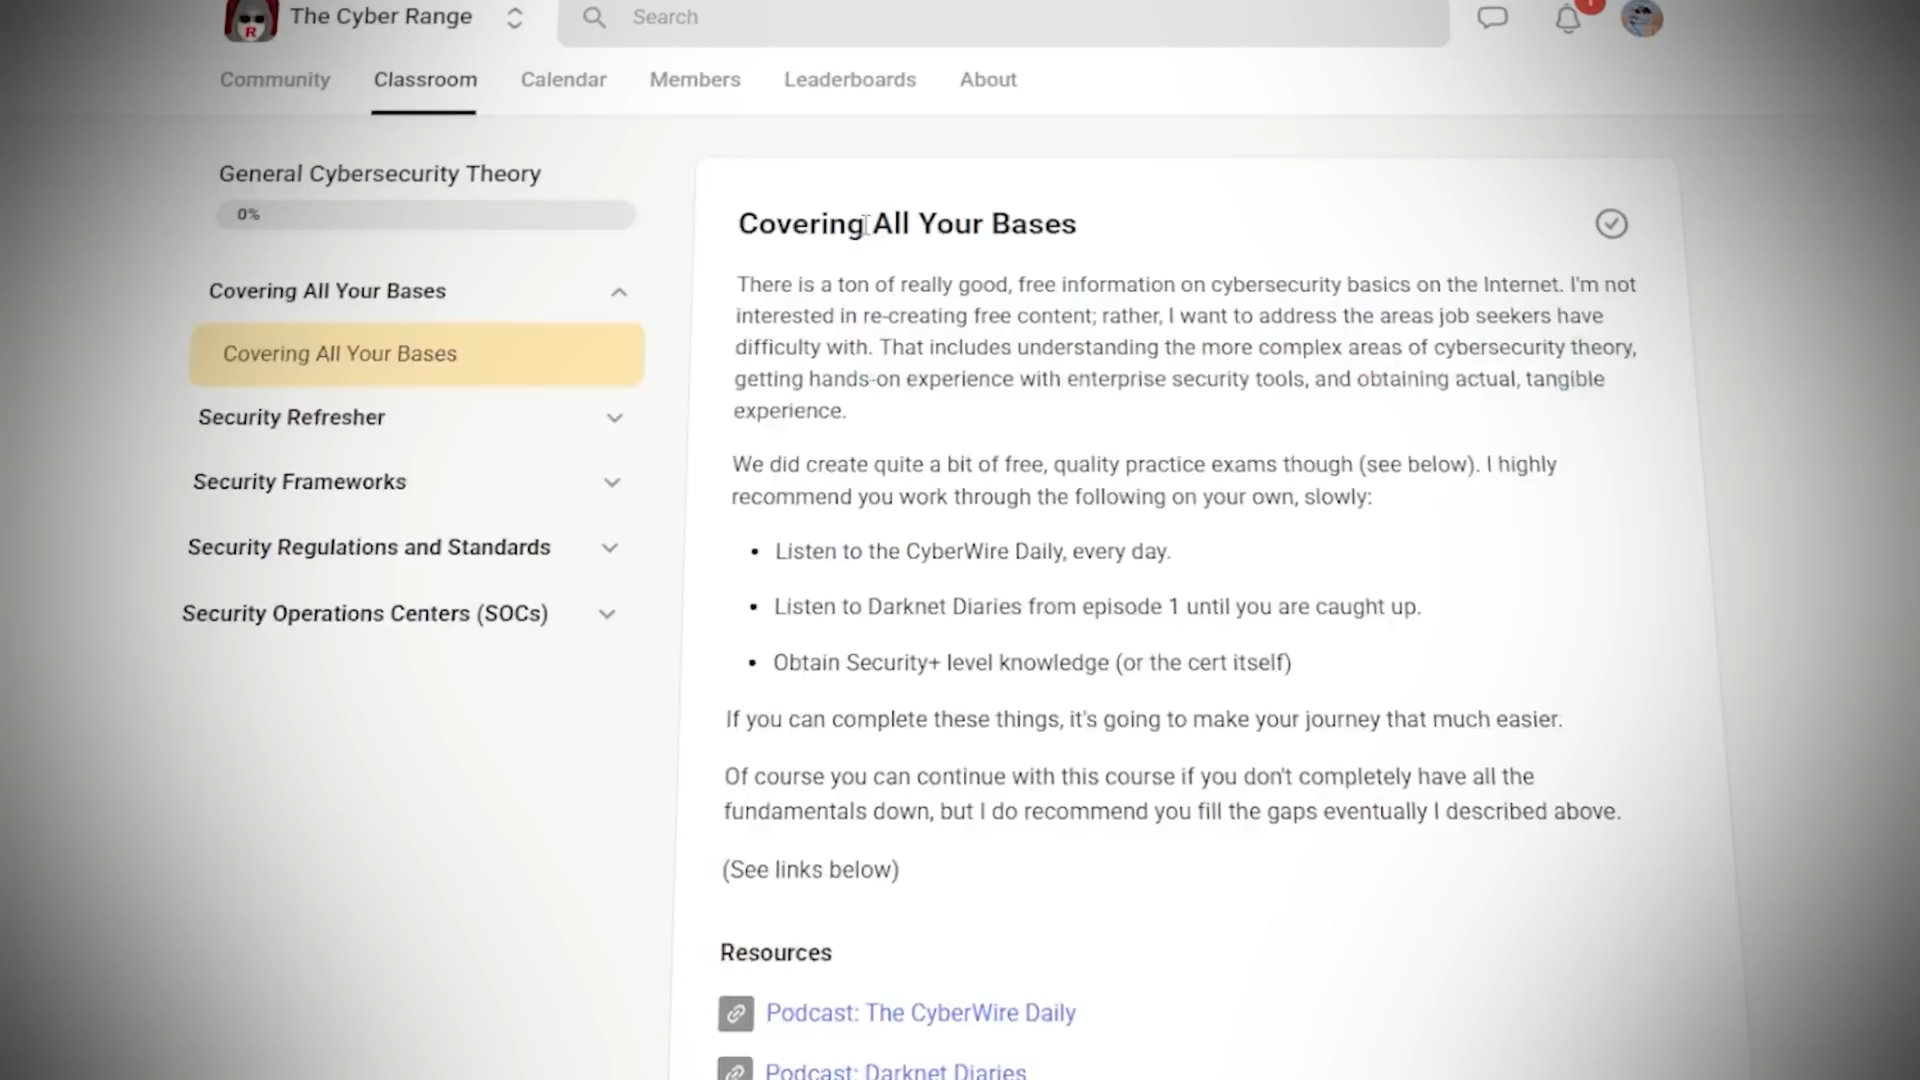 The Cyber Range
Search
Community
Classroom
Calendar
Members
Leaderboards
About
General Cybersecurity Theory
0%
Covering All Your Bases
Covering All Your Bases
Security Refresher
Security Frameworks
Security Regulations and Standards
Security Operations Centers (SOCs)
Covering All Your Bases
There is a ton of really good, free information on cybersecurity basics on the Internet. I'm not
interested in re-creating free content; rather, I want to address the areas job seekers have
difficulty with. That includes understanding the more complex areas of cybersecurity theory,
getting hands-on experience with enterprise security tools, and obtaining actual, tangible
experience.
We did create quite a bit of free, quality practice exams though (see below). I highly
recommend you work through the following on your own, slowly:
• Listen to the CyberWire Daily, every day.
• Listen to Darknet Diaries from episode 1 until you are caught up.
• Obtain Security+ level knowledge (or the cert itself)
If you can complete these things, it's going to make your journey that much easier.
Of course you can continue with this course if you don't completely have all the
fundamentals down, but I do recommend you fill the gaps eventually I described above.
(See links below)
Resources
Podcast: The CyberWire Daily
Podcast: Darknet Diaries